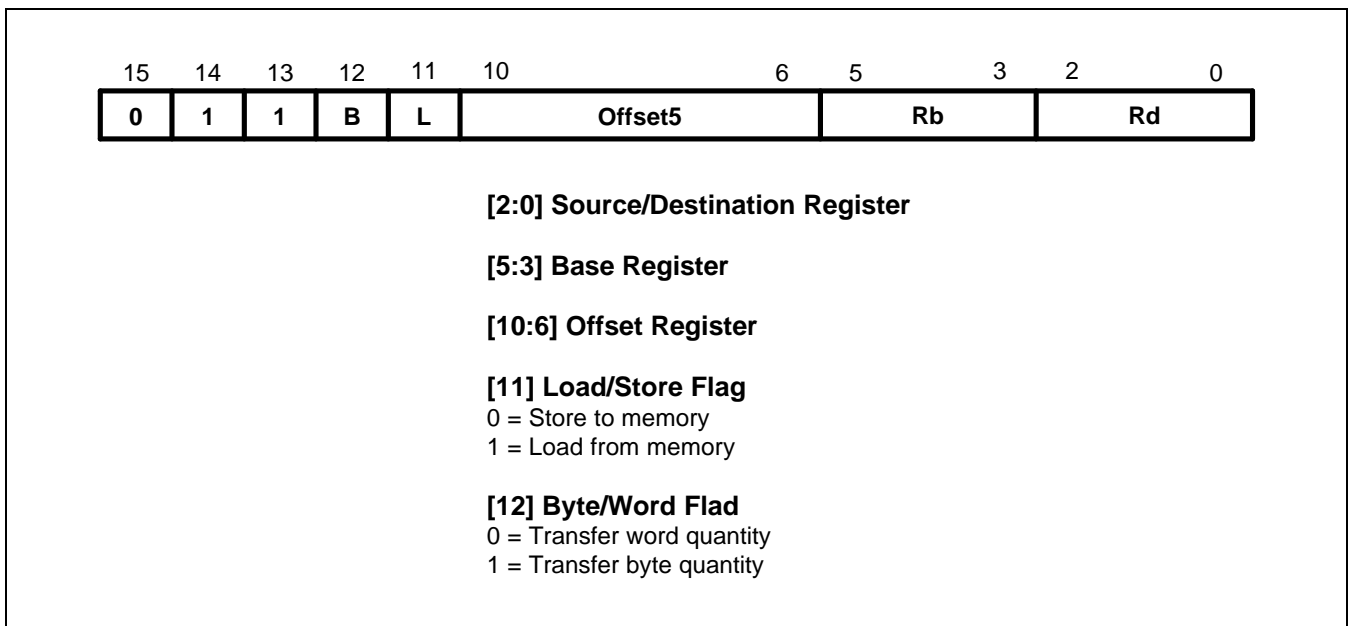 15 14 13 12 11 10 6 5 3 2 0
0 1 1 B L Offset5 Rb Rd
[2:0] Source/Destination Register
[5:3] Base Register
[10:6] Offset Register
[11] Load/Store Flag
0 = Store to memory
1 = Load from memory
[12] Byte/Word Flad
0 = Transfer word quantity
1 = Transfer byte quantity